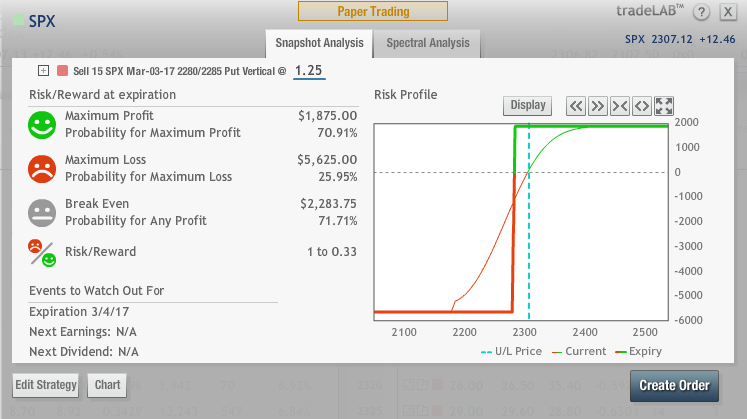 Paper Trading
tradeLAB™ ? X
SPX
SPX 2307.12 +12.46
Snapshot Analysis Spectral Analysis
Sell 15 SPX Mar-03-17 2280/2285 Put Vertical @ 1.25
Risk/Reward at expiration
Maximum Profit $1,875.00
Probability for Maximum Profit 70.91%
Maximum Loss $5,625.00
Probability for Maximum Loss 25.95%
Break Even $2,283.75
Probability for Any Profit 71.71%
Risk/Reward 1 to 0.33
Events to Watch Out For
Expiration 3/4/17
Next Earnings: N/A
Next Dividend: N/A
Risk Profile
Display
2000
1000
0
-1000
-2000
-3000
-4000
-5000
-6000
2100 2200 2300 2400 2500
U/L Price Current Expiry
Edit Strategy Chart Create Order